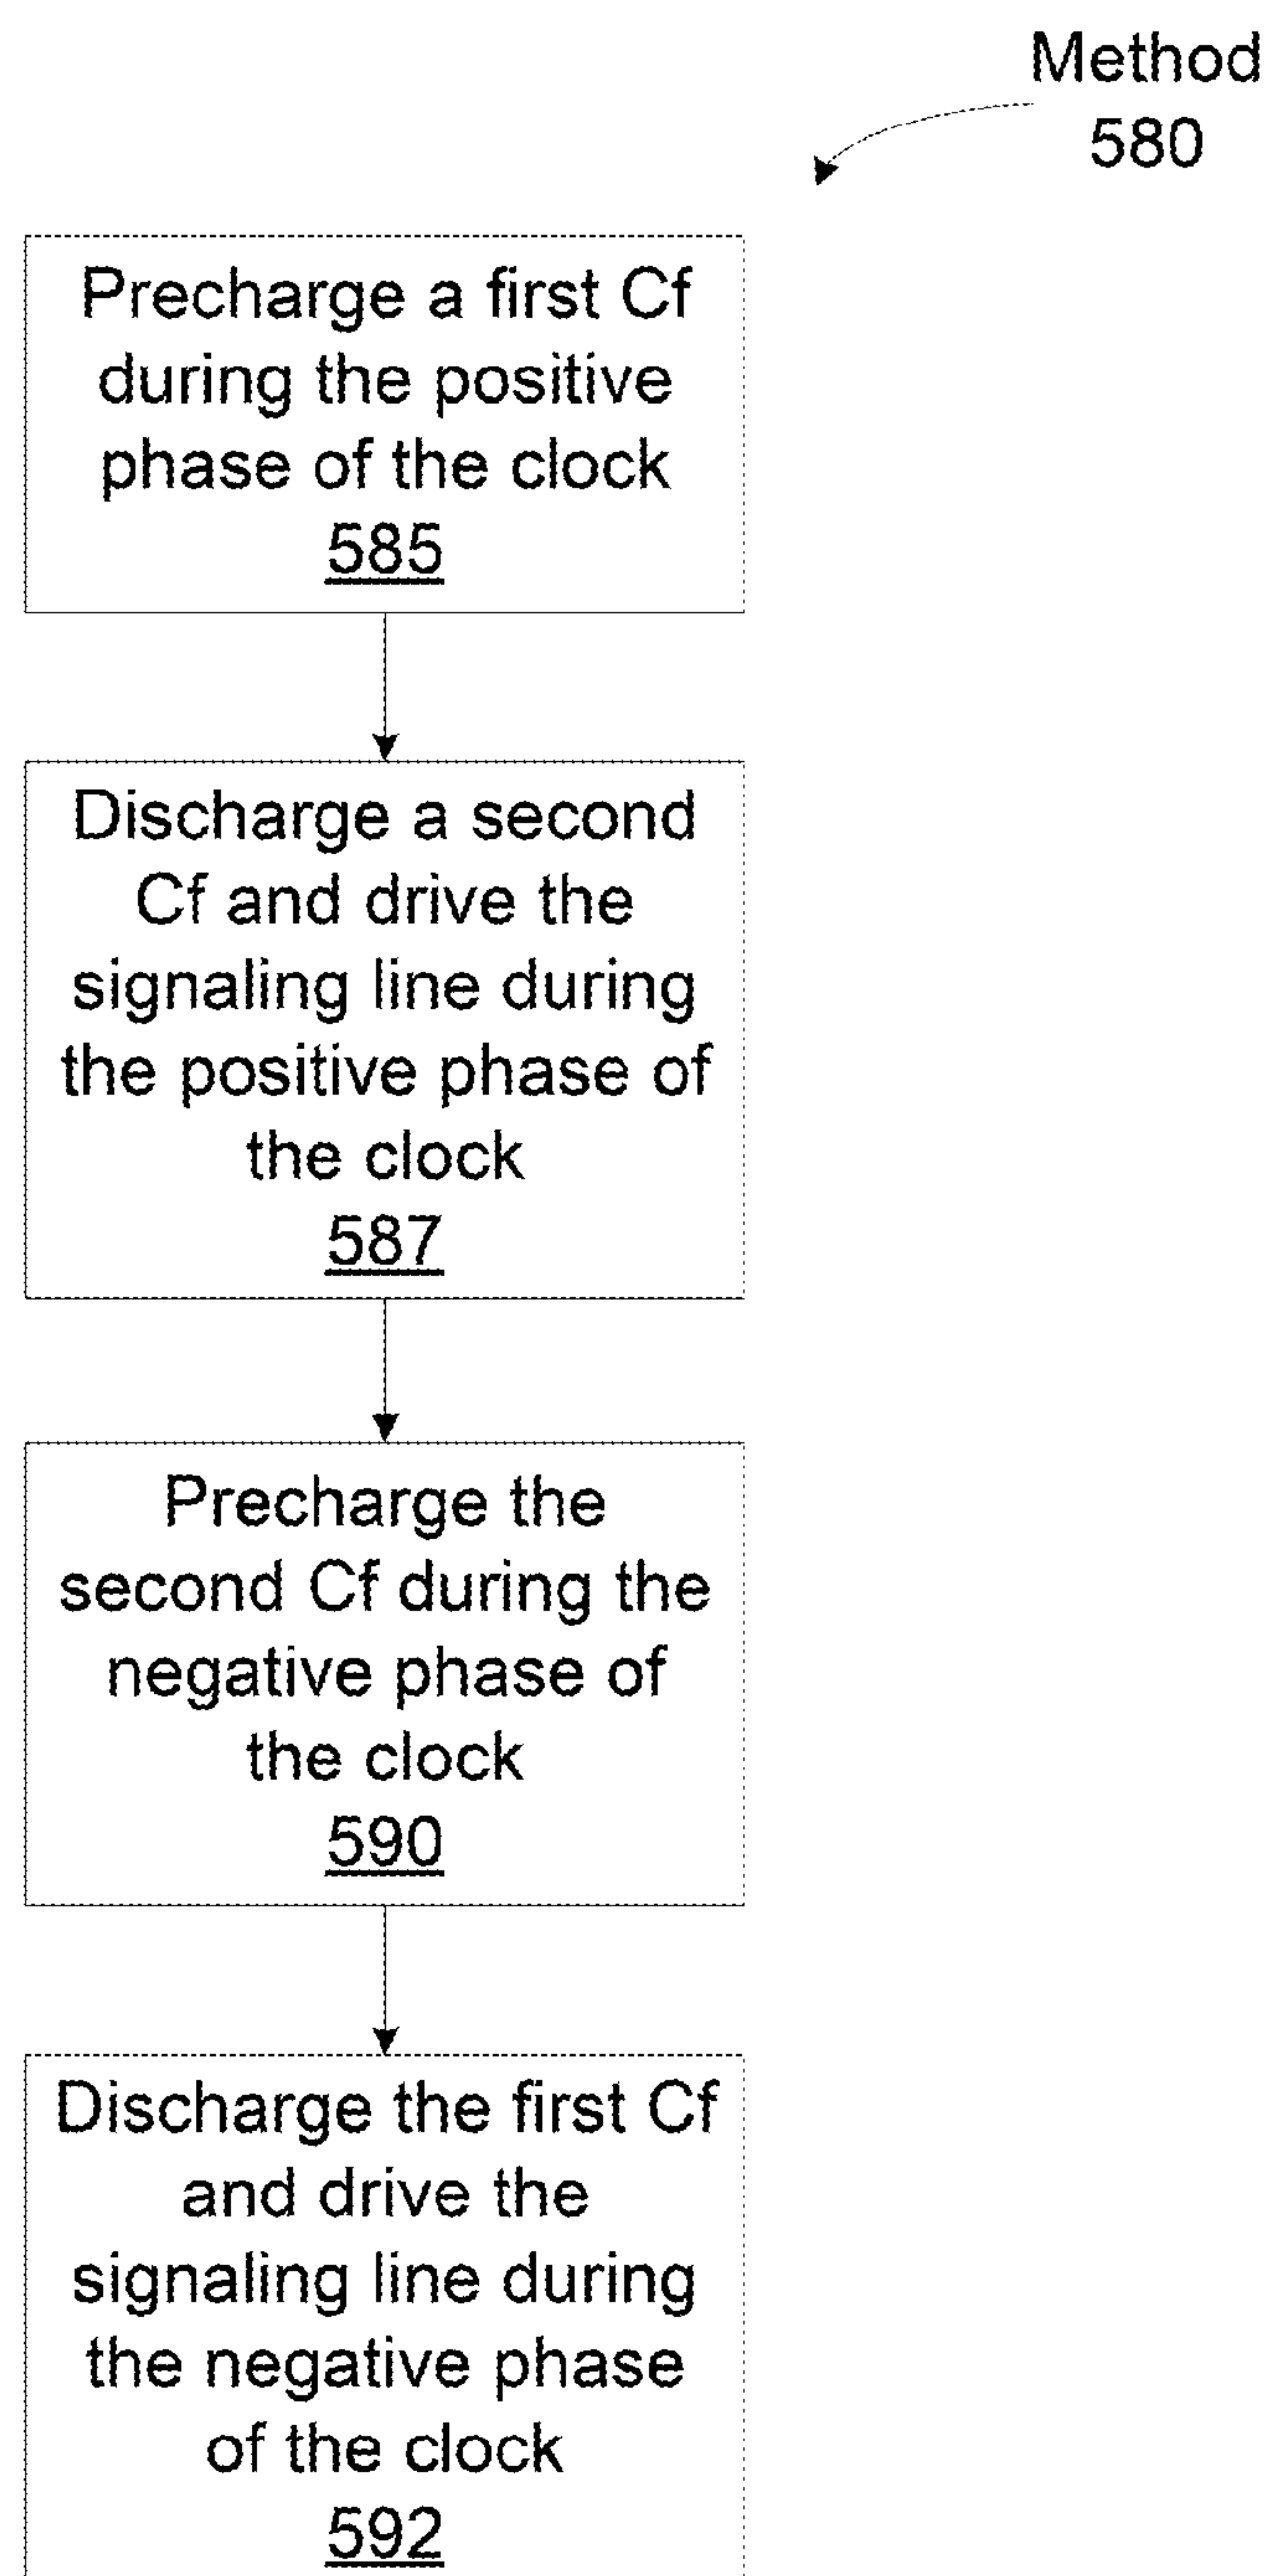 Method
580
Precharge a first Cf
during the positive
phase of the clock
585
Discharge a second
Cf and drive the
signaling line during
the positive phase of
the clock
587
Precharge the
second Cf during the
negative phase of
the clock
590
Discharge the first Cf
and drive the
signaling line during
the negative phase
of the clock
592